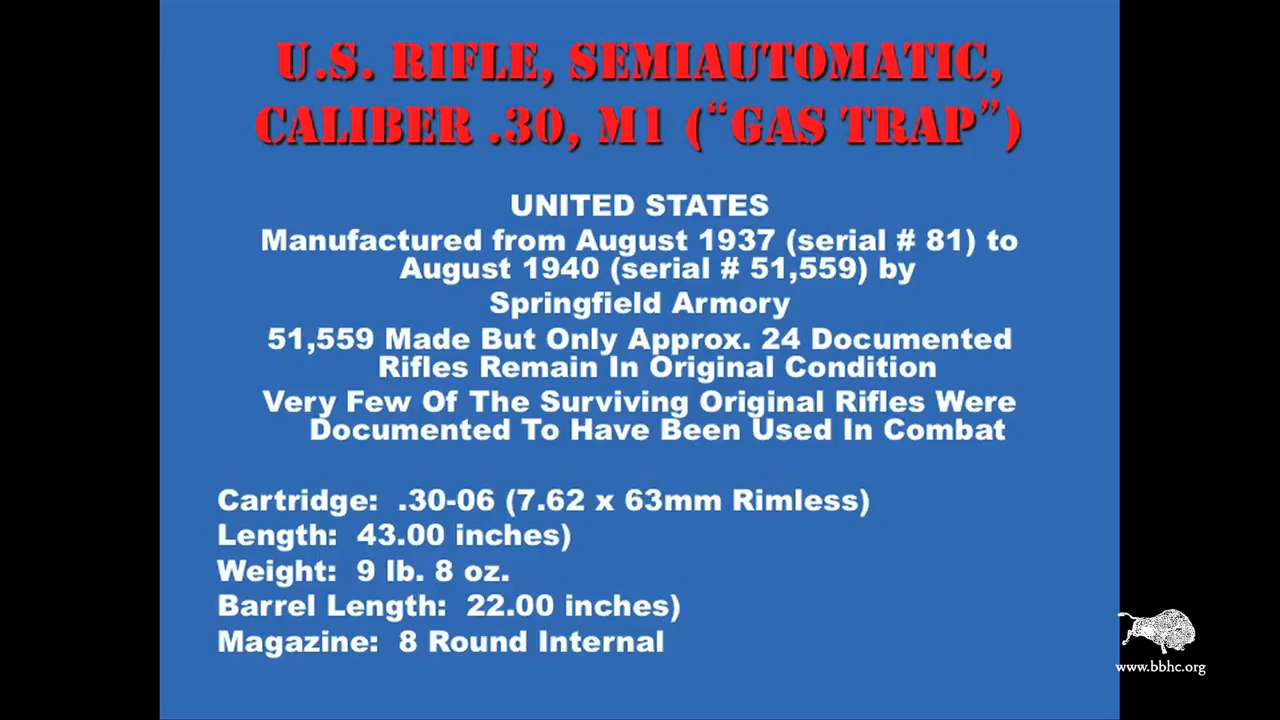 U.S. RIFLE, SEMIAUTOMATIC,
CALIBER .30, M1 (“GAS TRAP”)
UNITED STATES
Manufactured from August 1937 (serial # 81) to
August 1940 (serial # 51,559) by
Springfield Armory
51,559 Made But Only Approx. 24 Documented
Rifles Remain In Original Condition
Very Few Of The Surviving Original Rifles Were
Documented To Have Been Used In Combat
Cartridge: .30-06 (7.62 x 63mm Rimless)
Length: 43.00 inches)
Weight: 9 lb. 8 oz.
Barrel Length: 22.00 inches)
Magazine: 8 Round Internal
www.bbhc.org